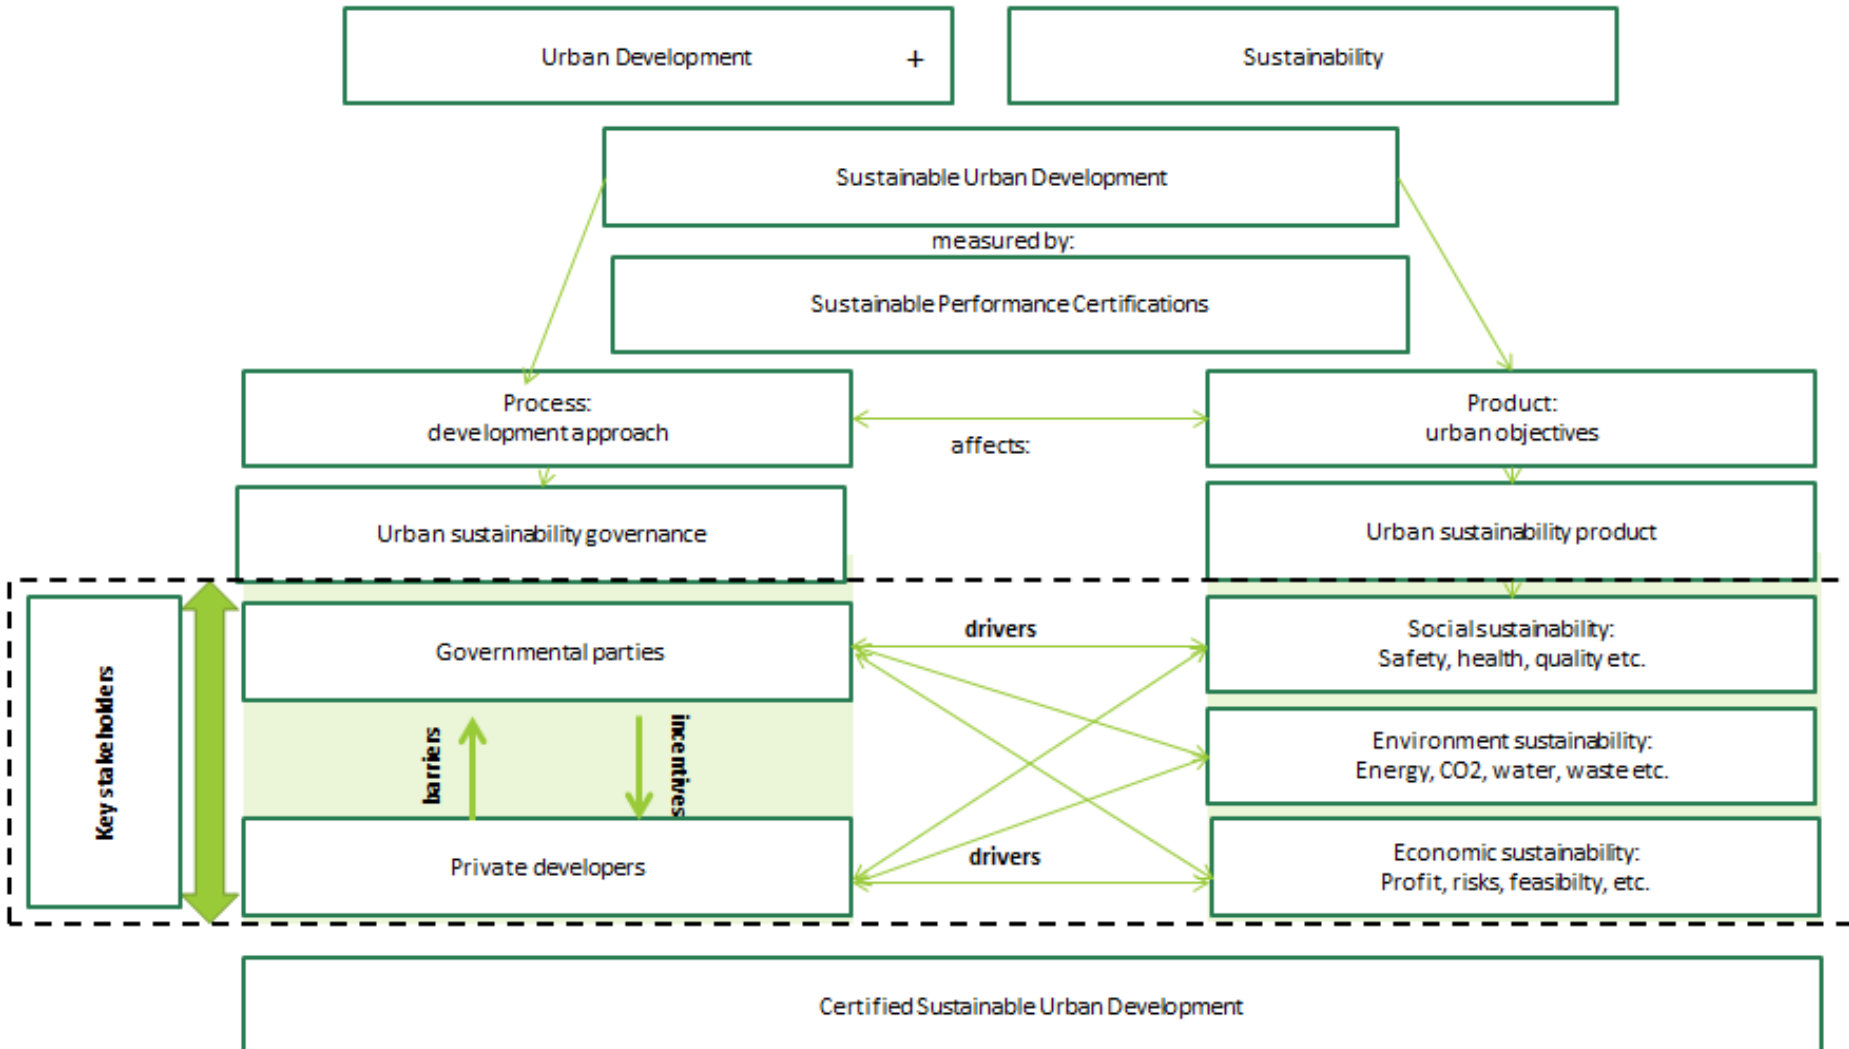 Urban Development +
Sustainability
Sustainable Urban Development
measured by:
Sustainable Performance Certifications
Process:
development approach
affects:
Product:
urban objectives
Urban sustainability governance
Urban sustainability product
Key stakeholders
Governmental parties
drivers
Social sustainability:
Safety, health, quality etc.
barriers
incentives
Environment sustainability:
Energy, CO2, water, waste etc.
Private developers
drivers
Economic sustainability:
Profit, risks, feasibilty, etc.
Certified Sustainable Urban Development